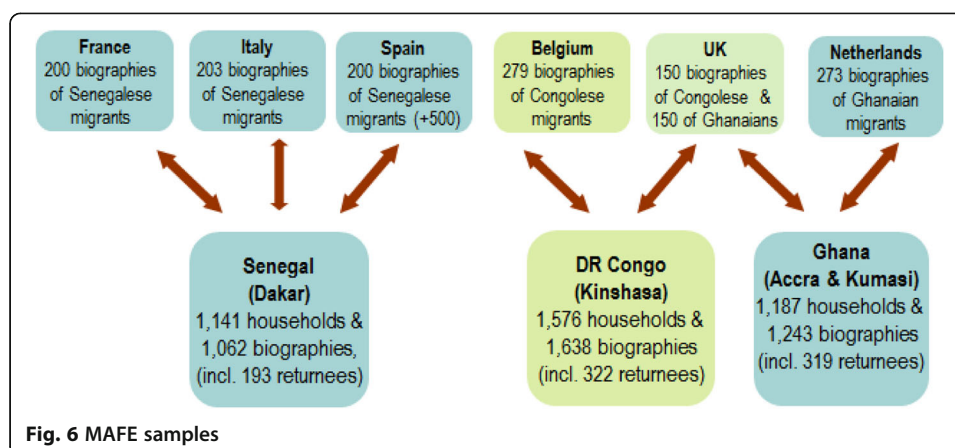 France
200 biographies
of Senegalese
migrants
Italy
203 biographies
of Senegalese
migrants
Spain
200 biographies
of Senegalese
migrants (+500)
Belgium
279 biographies
of Congolese
migrants
UK
150 biographies
of Congolese &
150 of Ghanaians
Netherlands
273 biographies
of Ghanaian
migrants
Senegal
(Dakar)
1,141 households &
1,062 biographies,
(incl. 193 returnees)
DR Congo
(Kinshasa)
1,576 households &
1,638 biographies
(incl. 322 returnees)
Ghana
(Accra & Kumasi)
1,187 households &
1,243 biographies
(incl. 319 returnees)
Fig. 6 MAFE samples